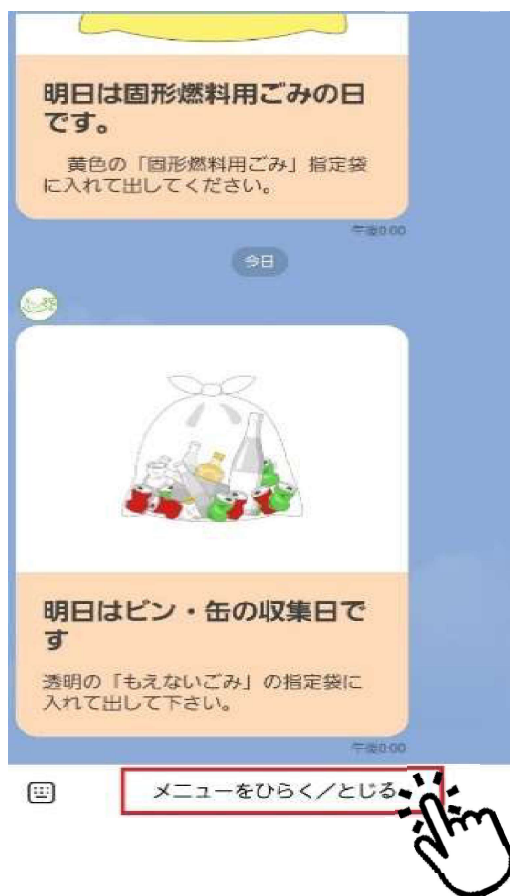 明日は固形燃料用ごみの日
です。
黄色の「固形燃料用ごみ」指定袋
に入れて出してください。
午後0:00
今日
明日はビン・缶の収集日で
す
透明の「もえないごみ」の指定袋に
入れて出して下さい。
午後0:00
メニューをひらく/とじる